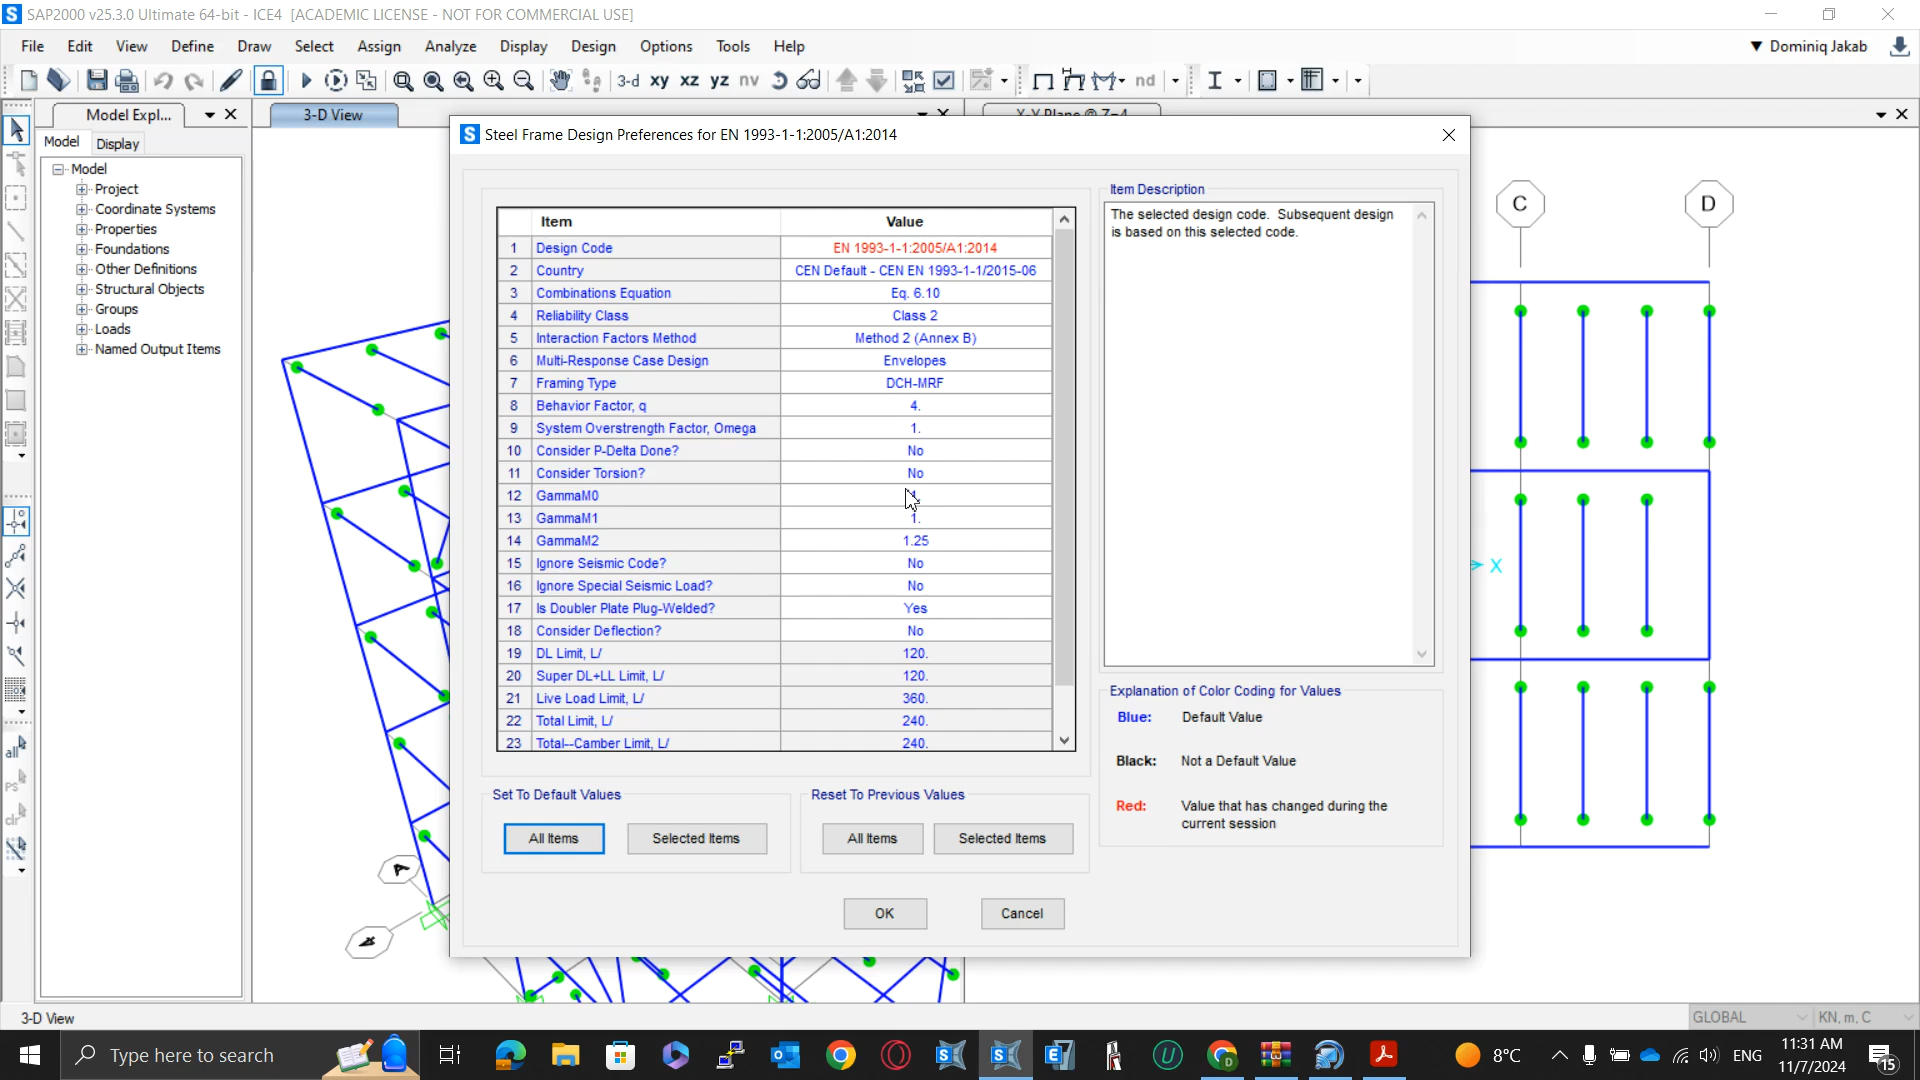 SAP2000 v25.3.0 Ultimate 64-bit - ICE4 [ACADEMIC LICENSE - NOT FOR COMMERCIAL USE]
File Edit View Define Draw Select Assign Analyze Display Design Options Tools Help
Dominiq Jakab
3-d xy xz yz nv nd
Model Expl...
3-D View
X-Y Plane @ Z=4
Model Display
Model
Project
Coordinate Systems
Properties
Foundations
Other Definitions
Structural Objects
Groups
Loads
Named Output Items
all
ps
clr
Steel Frame Design Preferences for EN 1993-1-1:2005/A1:2014
Item Value
1 Design Code EN 1993-1-1:2005/A1:2014
2 Country CEN Default - CEN EN 1993-1-1/2015-06
3 Combinations Equation Eq. 6.10
4 Reliability Class Class 2
5 Interaction Factors Method Method 2 (Annex B)
6 Multi-Response Case Design Envelopes
7 Framing Type DCH-MRF
8 Behavior Factor, q 4.
9 System Overstrength Factor, Omega 1.
10 Consider P-Delta Done? No
11 Consider Torsion? No
12 GammaM0 1.
13 GammaM1 1.
14 GammaM2 1.25
15 Ignore Seismic Code? No
16 Ignore Special Seismic Load? No
17 Is Doubler Plate Plug-Welded? Yes
18 Consider Deflection? No
19 DL Limit, L/ 120.
20 Super DL+LL Limit, L/ 120.
21 Live Load Limit, L/ 360.
22 Total Limit, L/ 240.
23 Total--Camber Limit, L/ 240.
Set To Default Values
All Items
Selected Items
Reset To Previous Values
All Items
Selected Items
OK
Cancel
Item Description
The selected design code. Subsequent design
is based on this selected code.
Explanation of Color Coding for Values
Blue: Default Value
Black: Not a Default Value
Red: Value that has changed during the
current session
C
D
X
A
3-D View
GLOBAL
KN, m, C
Type here to search
8°C
ENG
11:31 AM
11/7/2024
15